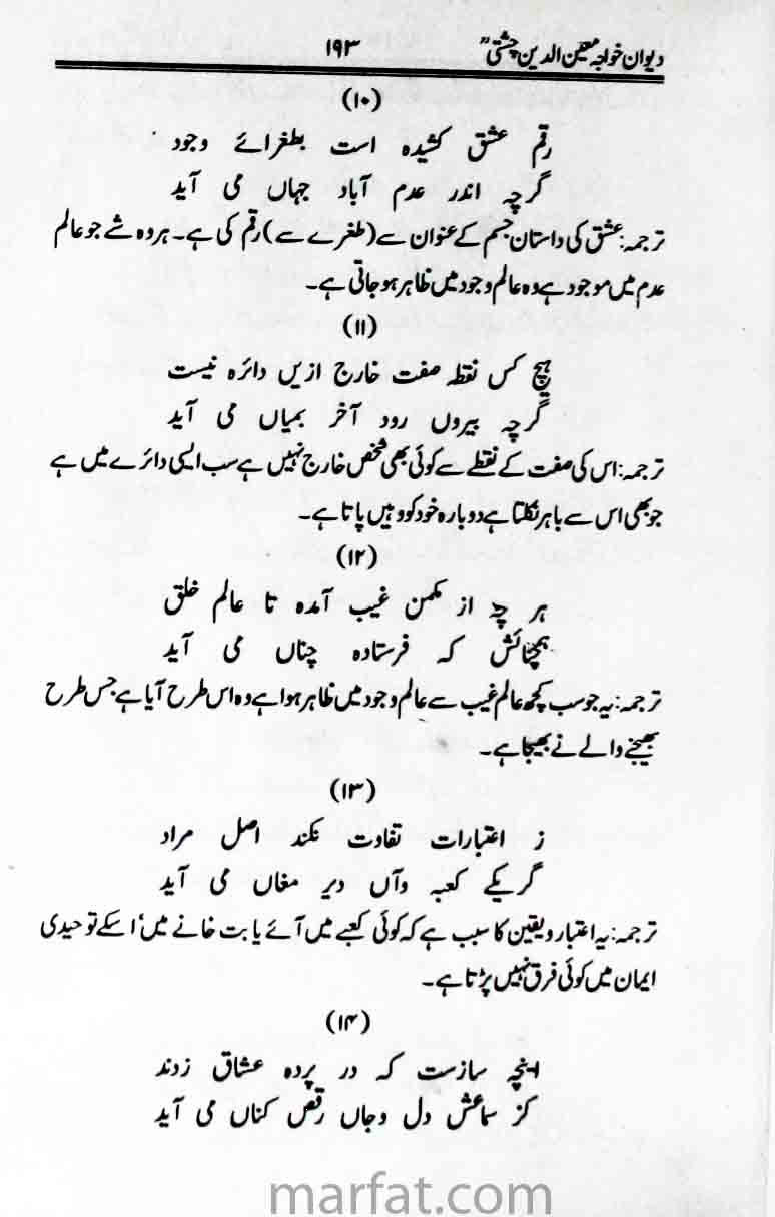 دیوان خواجہ معین الدین چشتیؒ ۱۹۳
(۱۰)
رقم عشق کشیدہ است بطغرائے وجود
گرچہ اندر عدم آباد جہاں می آید
ترجمہ: عشق کی داستان جسم کے عنوان سے (طغرے سے) رقم کی ہے۔ ہر وہ شے جو عالم
عدم میں موجود ہے وہ عالم وجود میں ظاہر ہو جاتی ہے۔
(۱۱)
ہیچ کس نقطہ صفت خارج ازیں دائرہ نیست
گرچہ بیروں رود آخر بمیاں می آید
ترجمہ: اس کی صفت کے نقطے سے کوئی بھی شخص خارج نہیں ہے سب ایسی دائرے میں ہے
جو بھی اس سے باہر نکلتا ہے دوبارہ خود کو وہیں پاتا ہے۔
(۱۲)
ہر چہ از مکمن غیب آمدہ تا عالم خلق
ہمچنانش کہ فرستادہ چناں می آید
ترجمہ: یہ جو سب کچھ عالم غیب سے عالم وجود میں ظاہر ہوا ہے وہ اس طرح آیا ہے جس طرح
بھیجنے والے نے بھیجا ہے۔
(۱۳)
ز اعتبارات تفاوت نکند اصل مراد
گر یکے کعبہ وآں دیر مغاں می آید
ترجمہ: یہ اعتبار و یقین کا سبب ہے کہ کوئی کعبے میں آئے یا بت خانے میں‘ اسکے توحیدی
ایمان میں کوئی فرق نہیں پڑتا ہے۔
(۱۴)
اینچہ سازست کہ در پردہ عشاق زدند
کز سماعش دل وجاں رقص کناں می آید
marfat.com